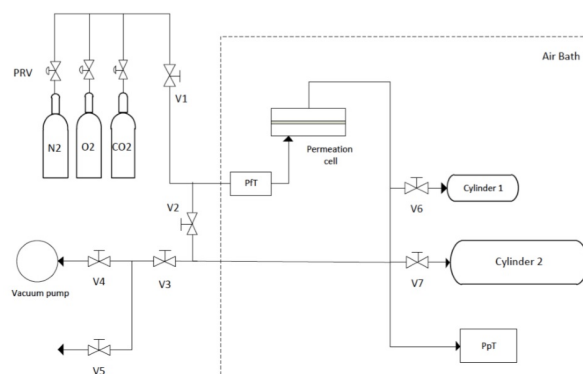 Air Bath
PRV
V1
N2
O2
CO2
Permeation
cell
PfT
V2
V6
Cylinder 1
Vacuum pump
V4
V3
V7
Cylinder 2
V5
PpT